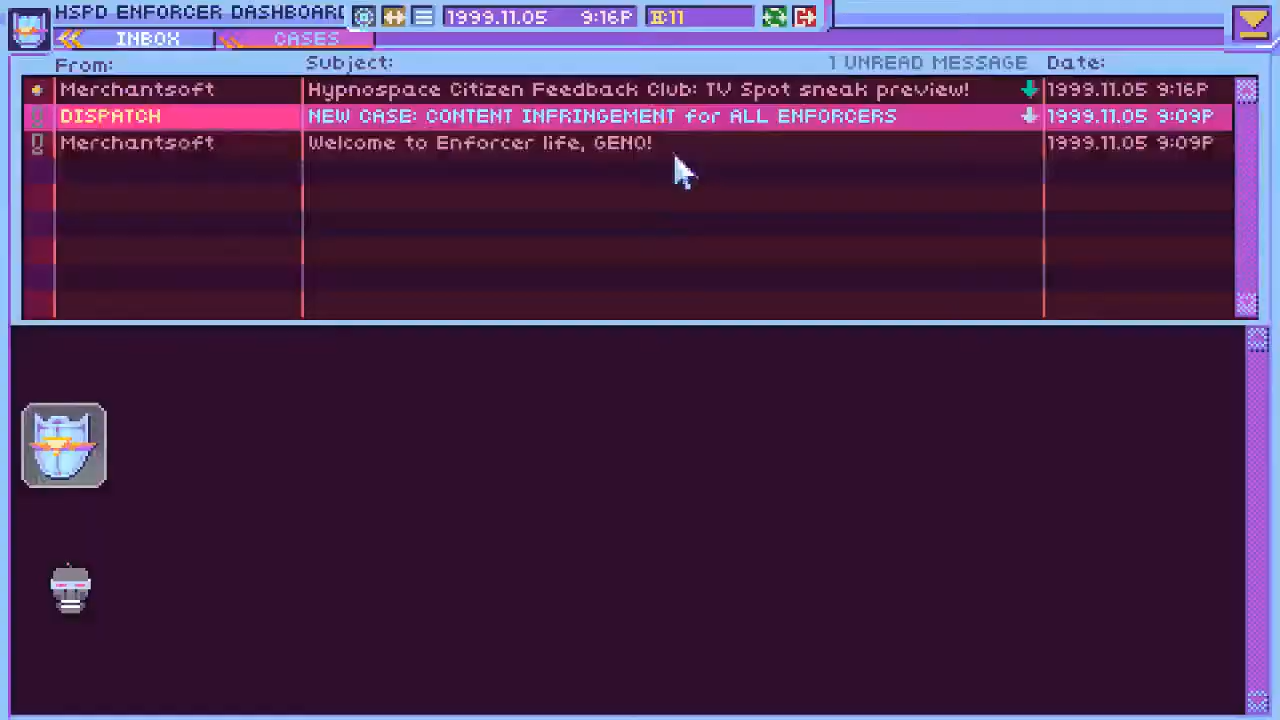 HSPD ENFORCER DASHBOARD
1999.11.05 9:16P
:11
INBOX
CASES
From:
Subject:
1 UNREAD MESSAGE
Date:
Merchantsoft Hypnospace Citizen Feedback Club: TV Spot sneak preview! 1999.11.05 9:16P
DISPATCH NEW CASE: CONTENT INFRINGEMENT for ALL ENFORCERS 1999.11.05 9:09P
Merchantsoft Welcome to Enforcer life, GENO! 1999.11.05 9:09P